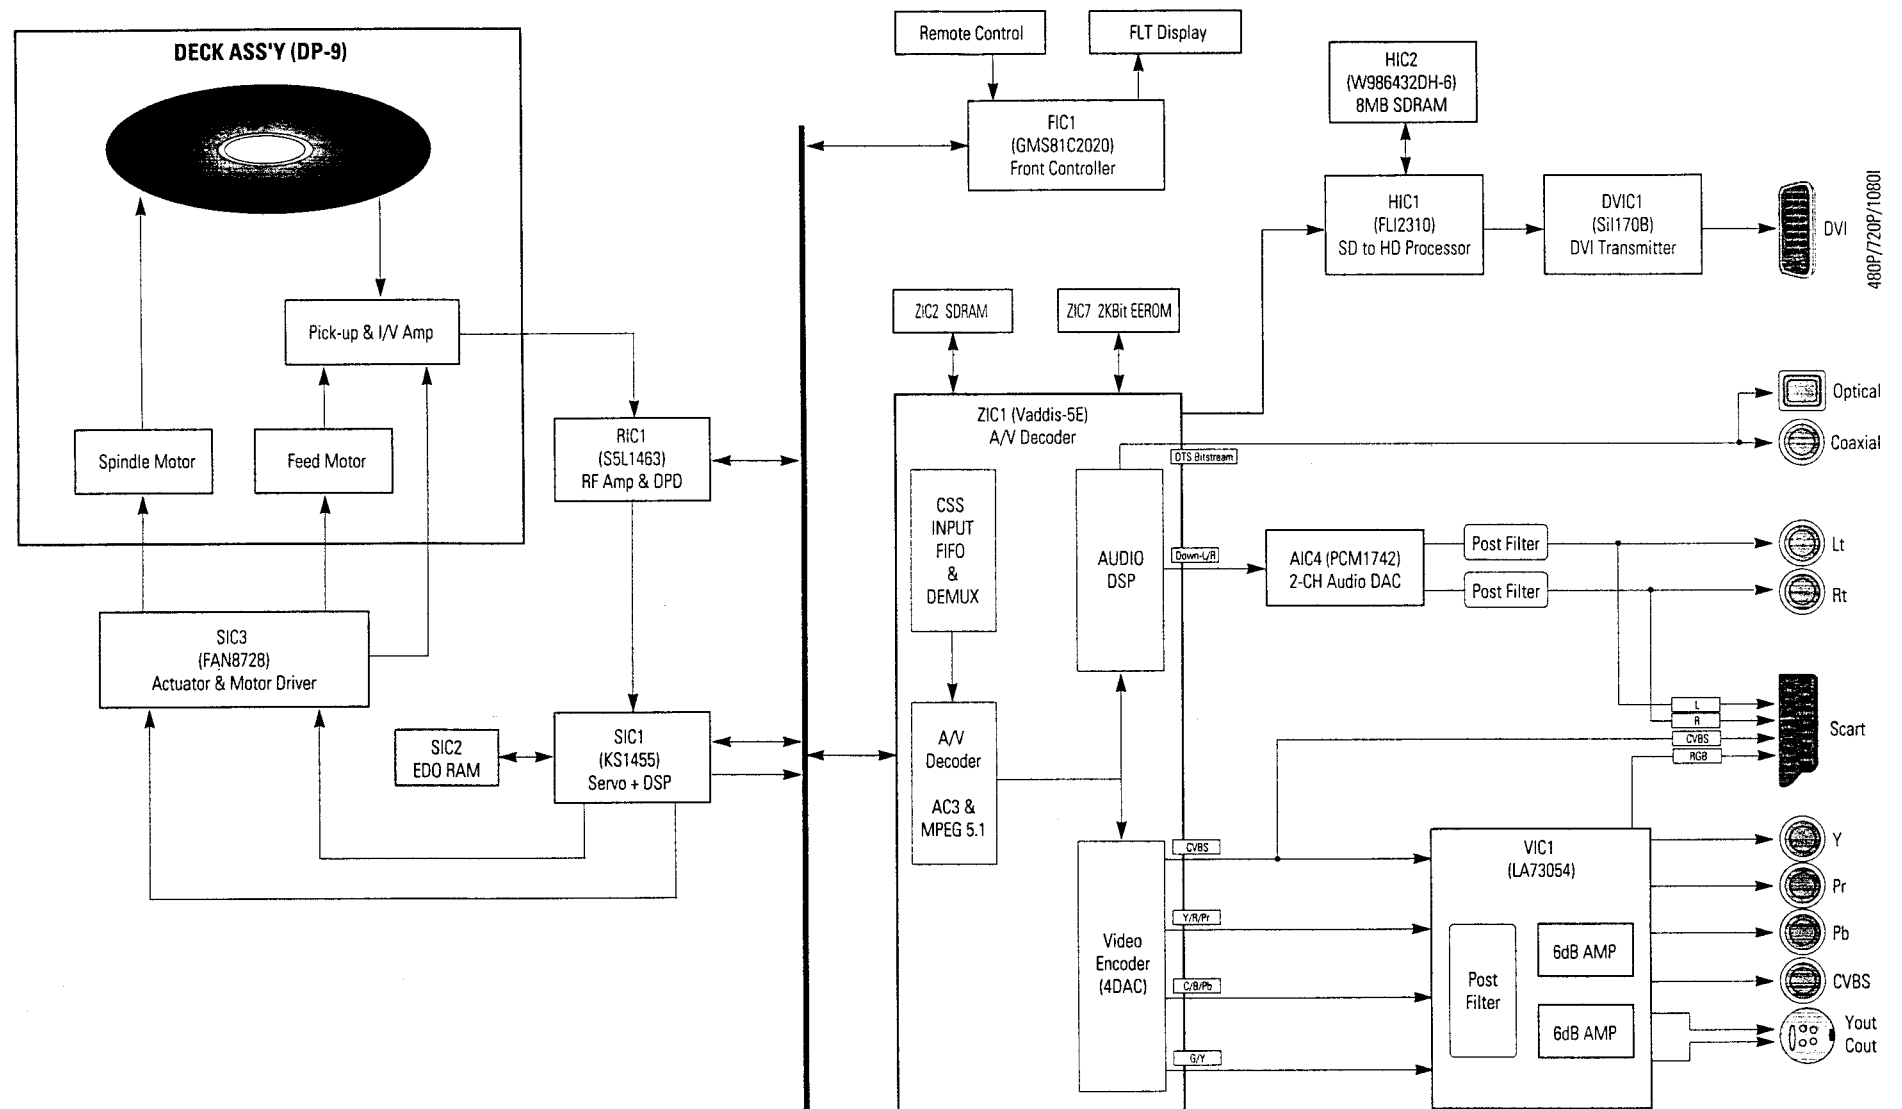 DECK ASS'Y (DP-9)
Pick-up & I/V Amp
Spindle Motor
Feed Motor
SIC3
(FAN8728)
Actuator & Motor Driver
RIC1
(S5L1463)
RF Amp & DPD
SIC2
EDO RAM
SIC1
(KS1455)
Servo + DSP
Remote Control
FLT Display
FIC1
(GMS81C2020)
Front Controller
HIC2
(W986432DH-6)
8MB SDRAM
HIC1
(FLI2310)
SD to HD Processor
DVIC1
(SiI170B)
DVI Transmitter
DVI
480P/720P/1080I
ZIC2 SDRAM
ZIC7 2KBit EEROM
ZIC1 (Vaddis-5E)
A/V Decoder
CSS
INPUT
FIFO
&
DEMUX
A/V
Decoder
AC3 &
MPEG 5.1
AUDIO
DSP
Video
Encoder
(4DAC)
DTS Bitstream
Down-L/R
AIC4 (PCM1742)
2-CH Audio DAC
Post Filter
Post Filter
Optical
Coaxial
Lt
Rt
L
R
CVBS
RGB
Scart
CVBS
Y/R/Pr
C/B/Pb
G/Y
VIC1
(LA73054)
Post
Filter
6dB AMP
6dB AMP
Y
Pr
Pb
CVBS
Yout
Cout